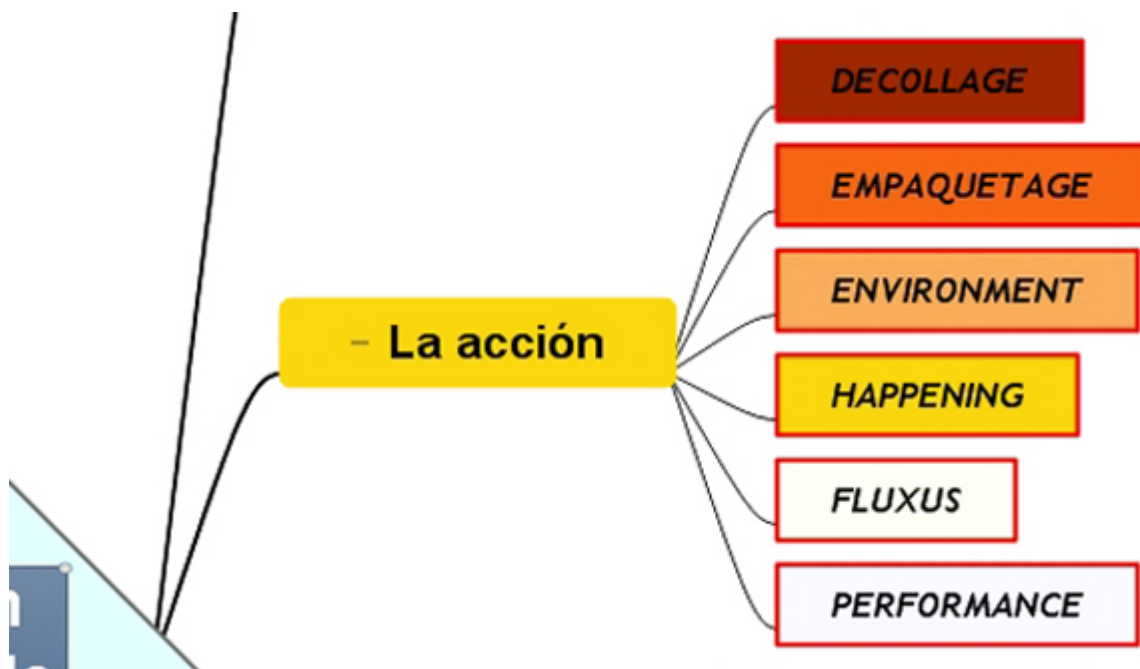 DECOLLAGE
EMPAQUETAGE
ENVIRONMENT
– La acción
HAPPENING
FLUXUS
PERFORMANCE